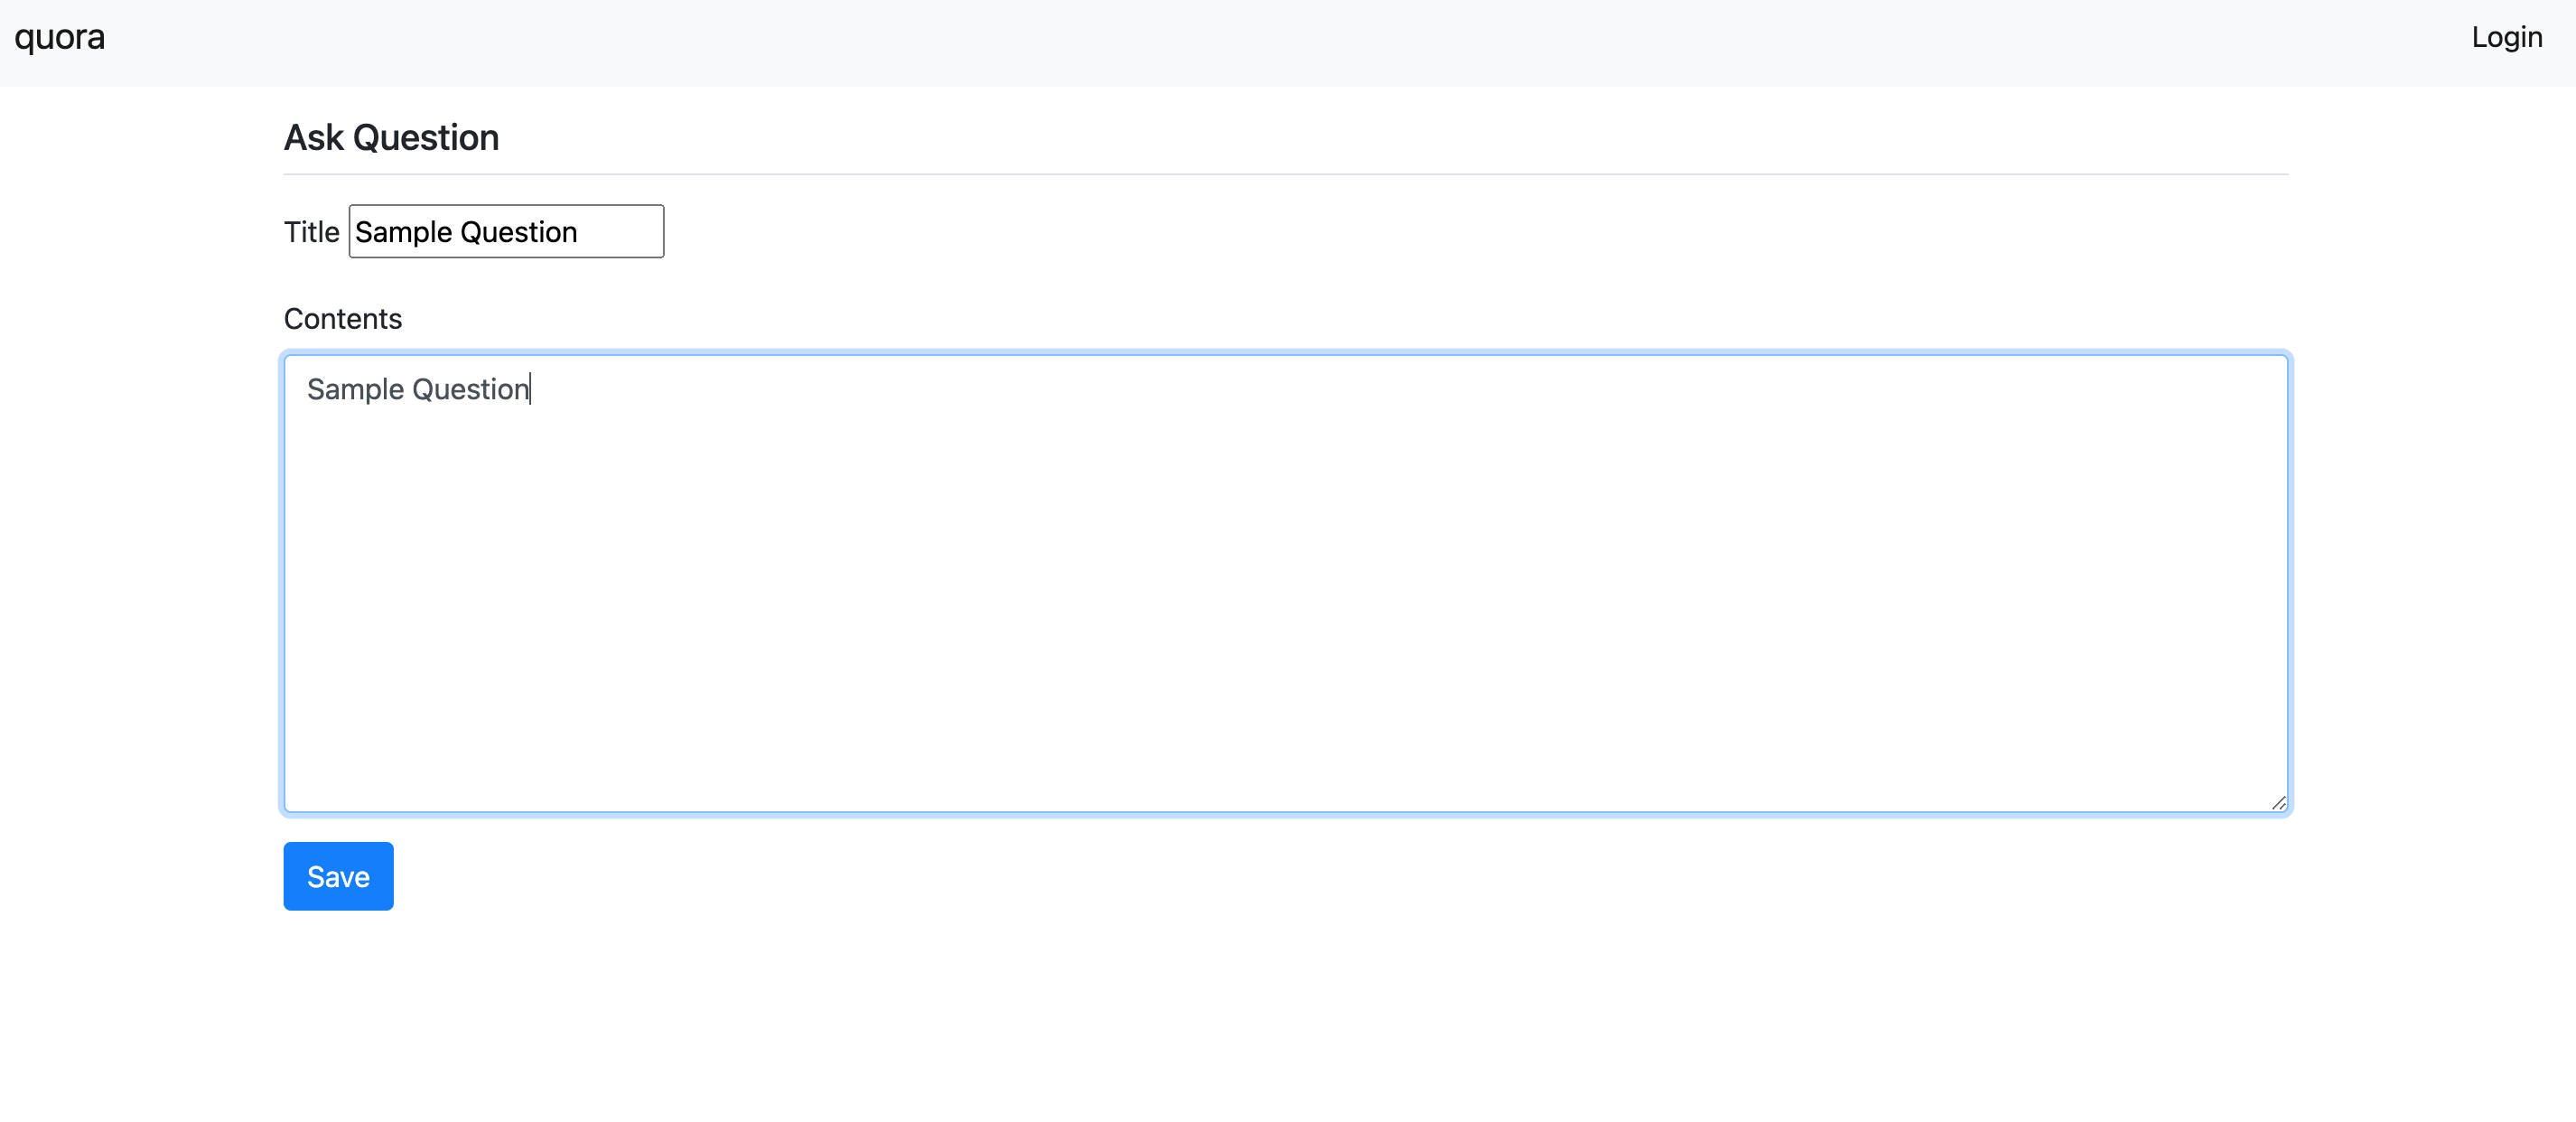 quora
Login
Ask Question
Title
Sample Question
Contents
Sample Question
Save